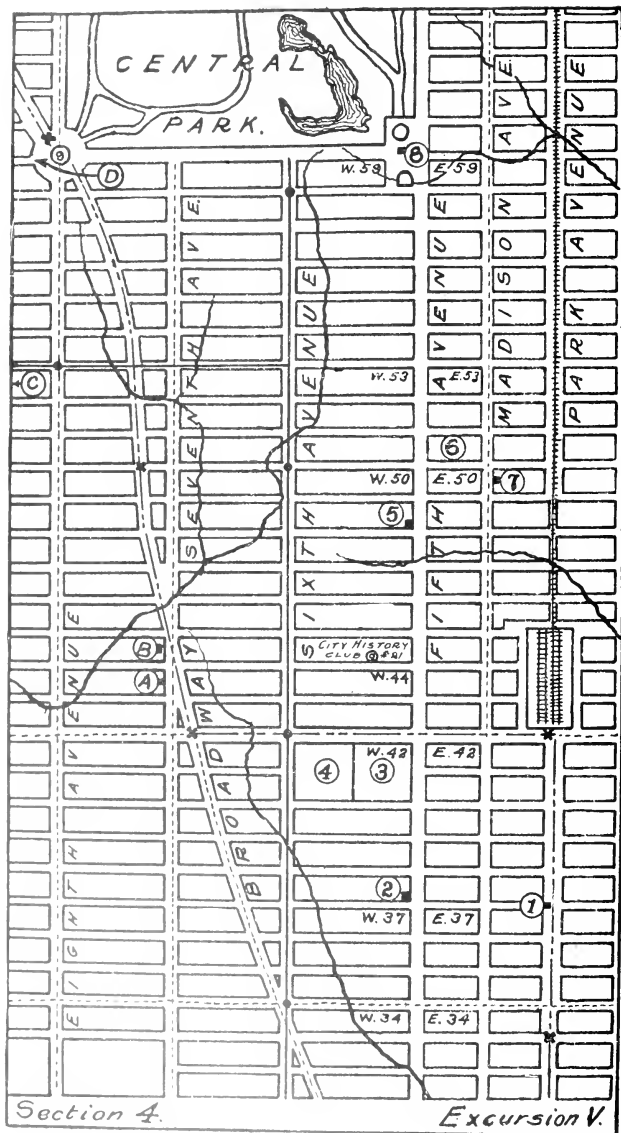 CENTRAL
PARK.
8
9
D
W. 59
E. 59
MADISON AVE.
PARK AVENUE
SEVENTH AVE.
SIXTH AVENUE
FIFTH AVENUE
C
W. 53
E. 53
6
W. 50
E. 50
7
5
B
CITY HISTORY
CLUB
A
W. 44
BROADWAY
EIGHTH AVENUE
W. 42
E. 42
4
3
2
1
W. 37
E. 37
W. 34
E. 34
Section 4.
Excursion V.